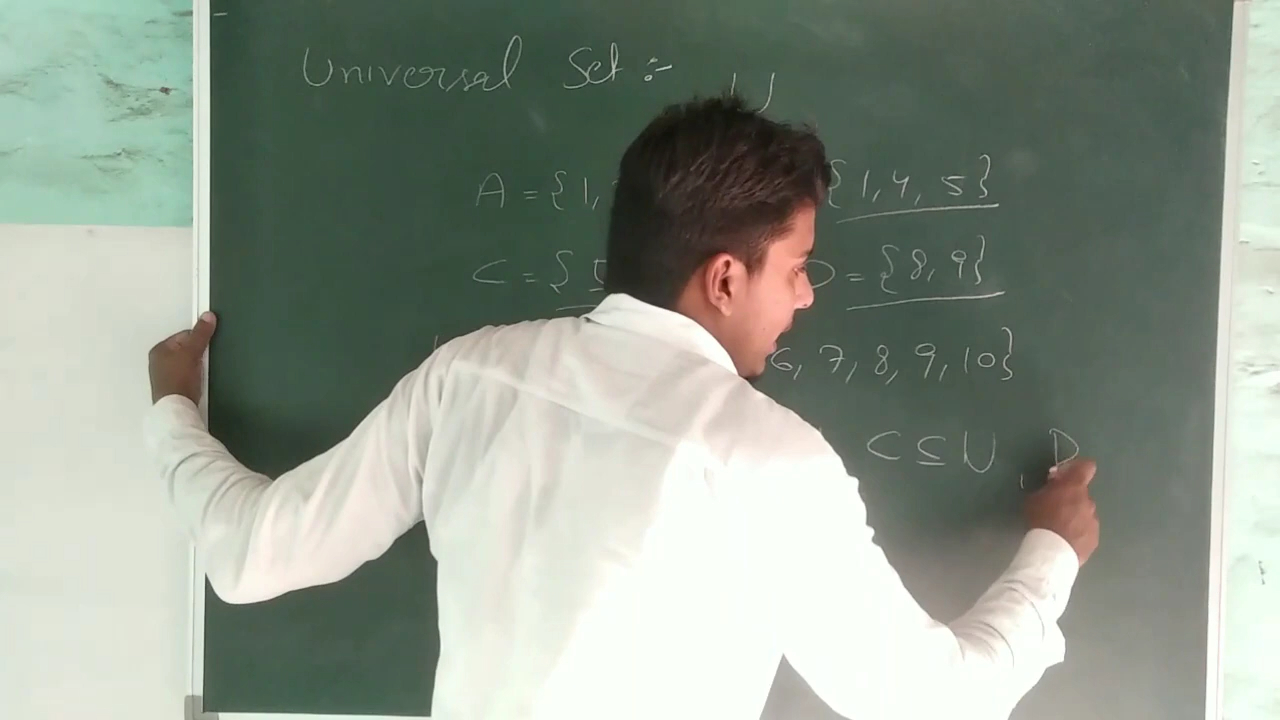 Universal Set :- U
A = {1, {1, 4, 5}
C = {5 D = {8, 9}
6, 7, 8, 9, 10}
C ⊆ U, D